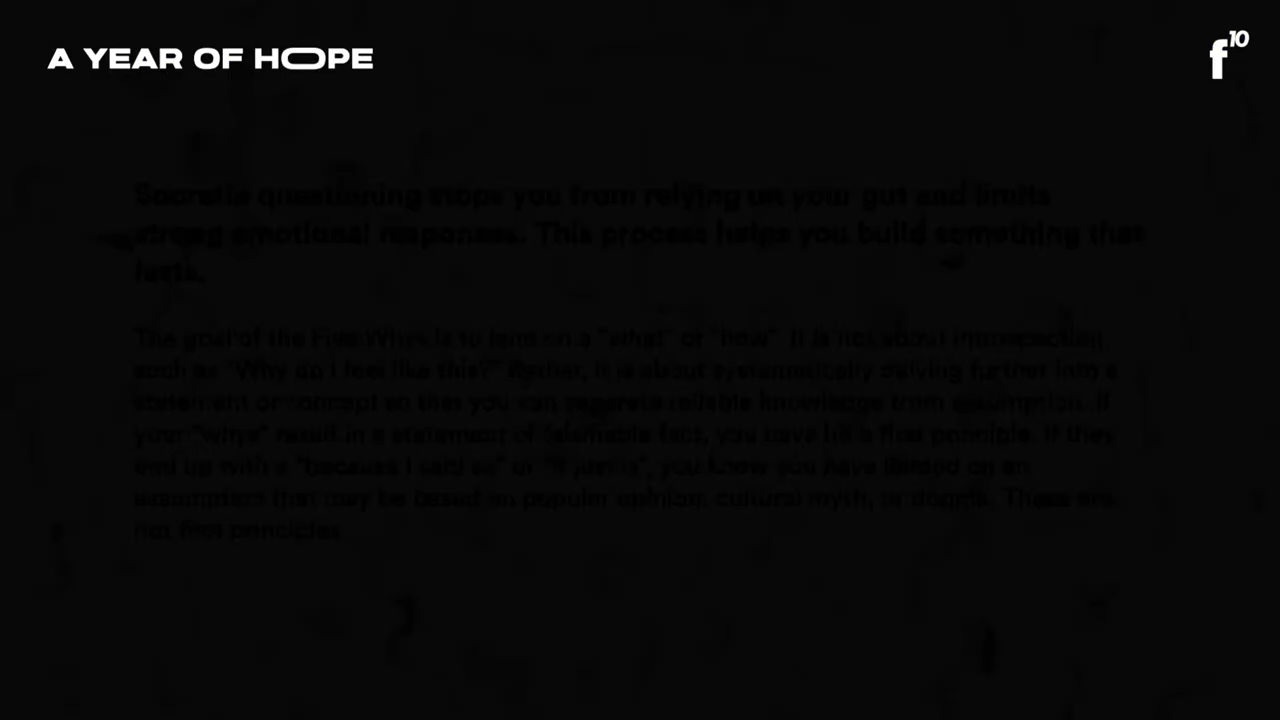 A YEAR OF HOPE
f10
Socratic questioning stops you from relying on your gut and limits
strong emotional responses. This process helps you build something that
lasts.
The goal of the Five Whys is to land on a "what" or "how". It is not about introspection,
such as "Why do I feel like this?" Rather, it is about systematically delving further into a
statement or concept so that you can separate reliable knowledge from assumption. If
your "whys" result in a statement of falsifiable fact, you have hit a first principle. If they
end up with a "because I said so" or "it just is", you know you have landed on an
assumption that may be based on popular opinion, cultural myth, or dogma. These are
not first principles